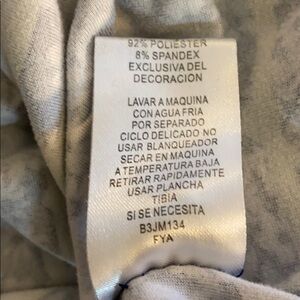 92% POLIESTER
8% SPANDEX
EXCLUSIVA DEL
DECORACION
LAVAR A MAQUINA
CON AGUA FRIA
POR SEPARADO
CICLO DELICADO NO
USAR BLANQUEADOR
SECAR EN MAQUINA
A TEMPERATURA BAJA
RETIRAR RAPIDAMENTE
USAR PLANCHA
TIBIA
SI SE NECESITA
B3JM134
FYA